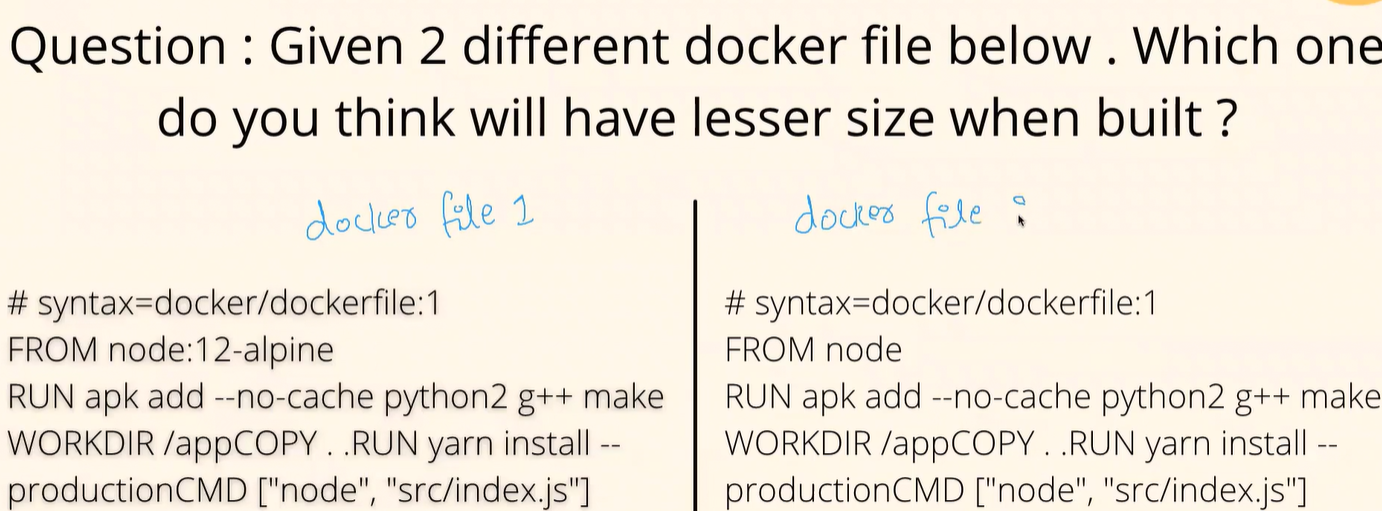 Question : Given 2 different docker file below . Which one
do you think will have lesser size when built ?
docker file 1
docker file
# syntax=docker/dockerfile:1
FROM node:12-alpine
RUN apk add --no-cache python2 g++ make
WORKDIR /appCOPY . .RUN yarn install --
productionCMD ["node", "src/index.js"]
# syntax=docker/dockerfile:1
FROM node
RUN apk add --no-cache python2 g++ make
WORKDIR /appCOPY . .RUN yarn install --
productionCMD ["node", "src/index.js"]